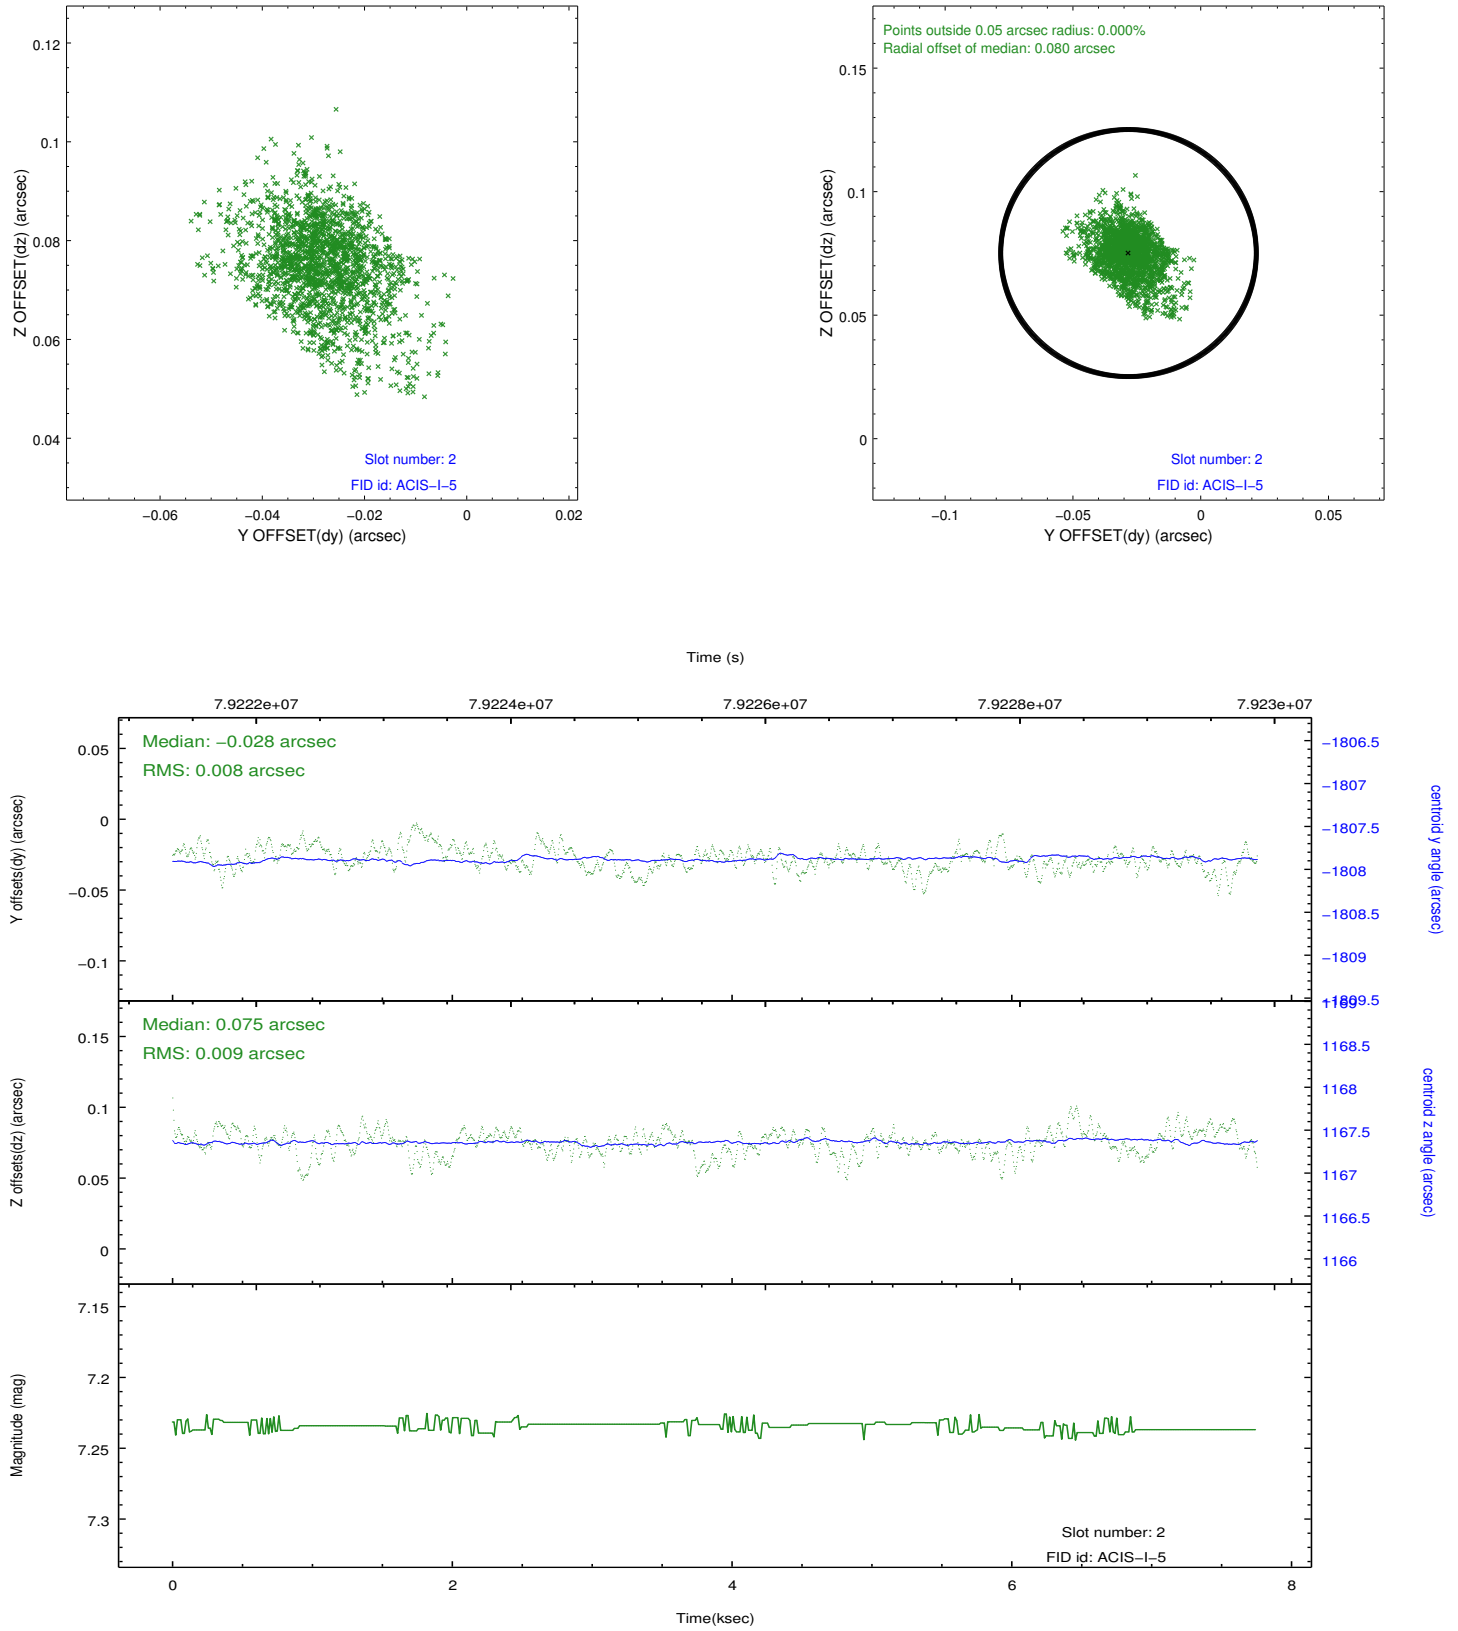 0.12
0.1
0.08
0.06
0.04
Z OFFSET(dz) (arcsec)
Slot number: 2
FID id: ACIS−I−5
−0.06
−0.04
−0.02
0
0.02
Y OFFSET(dy) (arcsec)
Points outside 0.05 arcsec radius: 0.000%
Radial offset of median: 0.080 arcsec
0.15
0.1
0.05
0
Z OFFSET(dz) (arcsec)
Slot number: 2
FID id: ACIS−I−5
−0.1
−0.05
0
0.05
Y OFFSET(dy) (arcsec)
Time (s)
7.9222e+07
7.9224e+07
7.9226e+07
7.9228e+07
7.923e+07
Median: −0.028 arcsec
RMS: 0.008 arcsec
0.05
0
−0.05
−0.1
Y offsets(dy) (arcsec)
−1806.5
−1807
−1807.5
−1808
−1808.5
−1809
−1809.5
centroid y angle (arcsec)
Median: 0.075 arcsec
RMS: 0.009 arcsec
0.15
0.1
0.05
0
Z offsets(dz) (arcsec)
1169
1168.5
1168
1167.5
1167
1166.5
1166
centroid z angle (arcsec)
7.15
7.2
7.25
7.3
Magnitude (mag)
Slot number: 2
FID id: ACIS−I−5
0
2
4
6
8
Time(ksec)